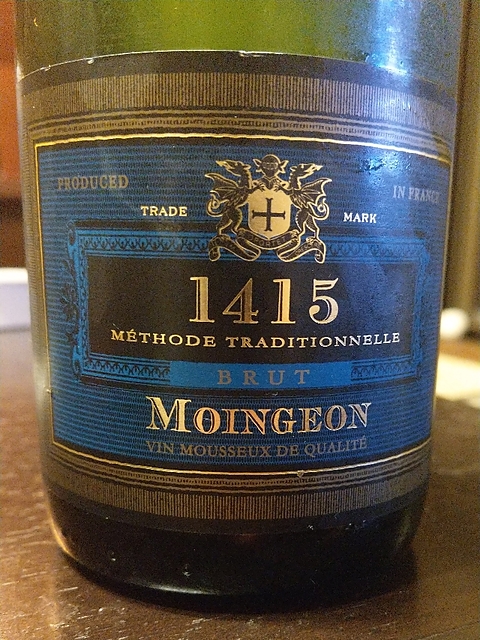 PRODUCED
IN FRANCE
TRADE
MARK
1415
MÉTHODE TRADITIONNELLE
BRUT
MOINGEON
VIN MOUSSEUX DE QUALITÉ